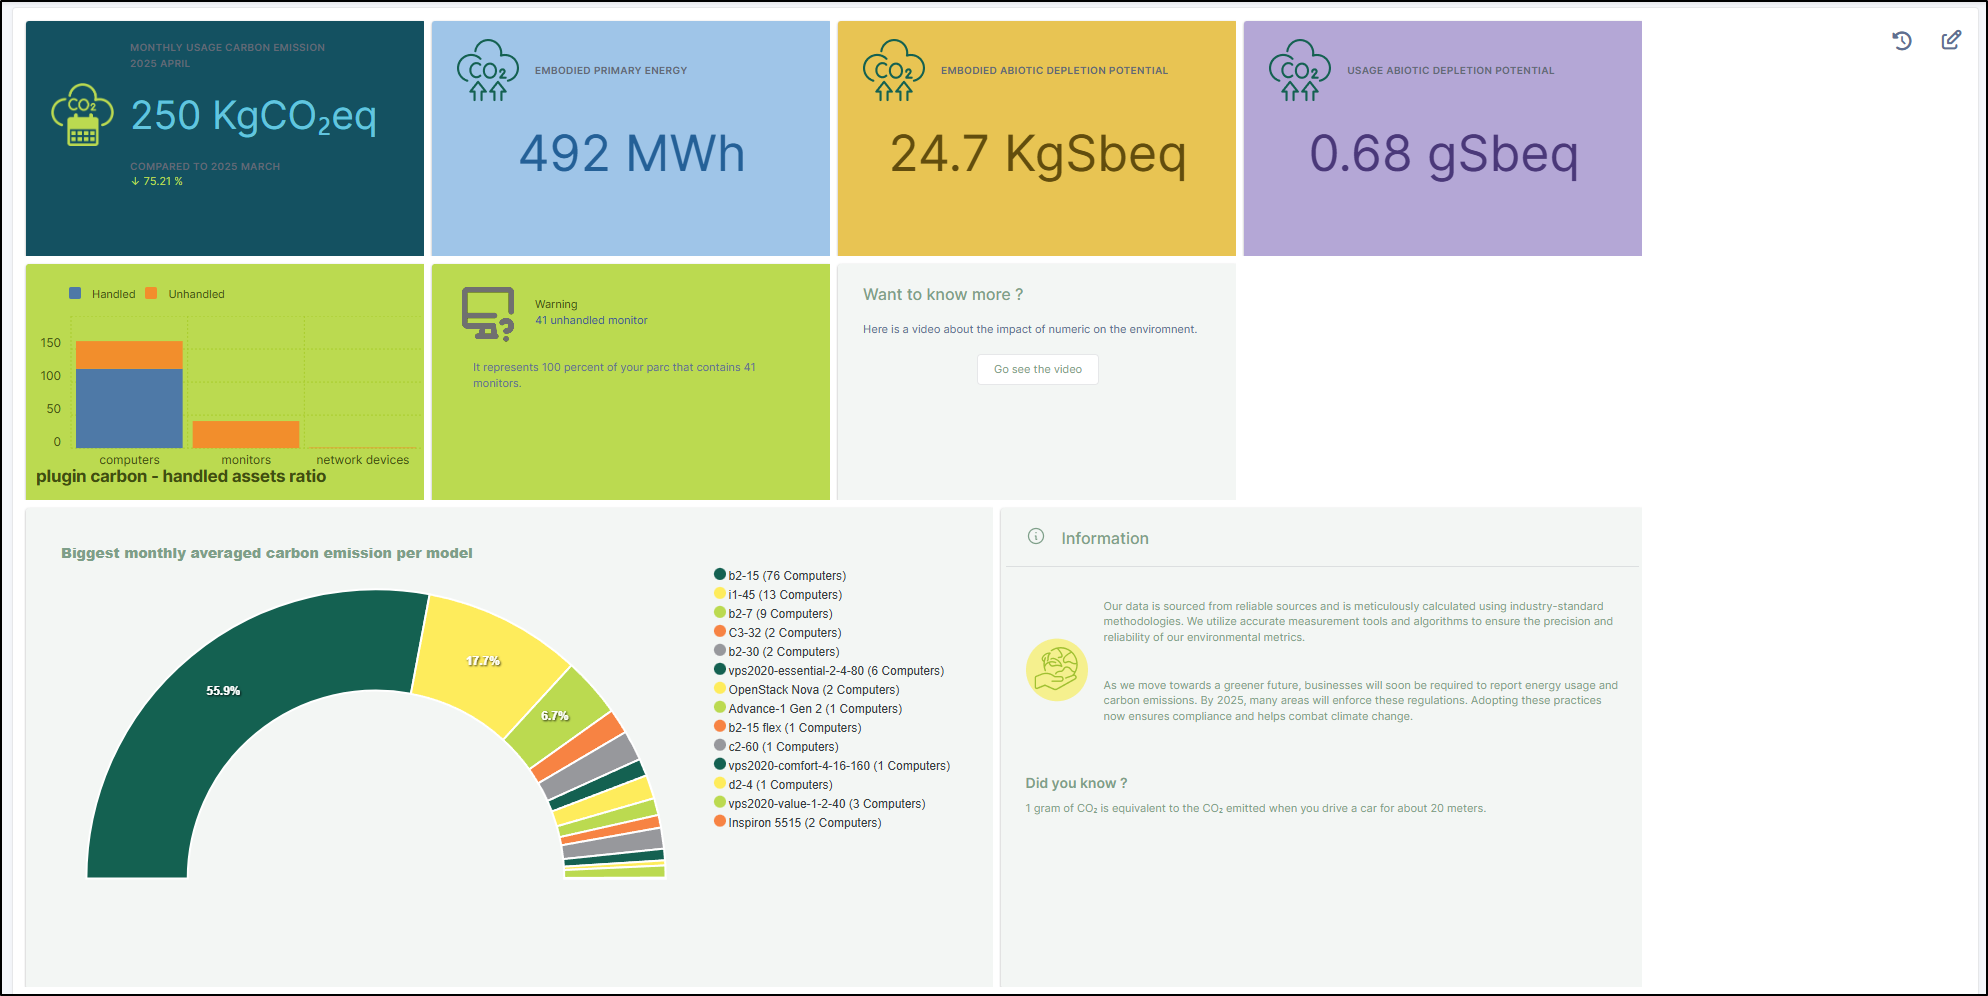 MONTHLY USAGE CARBON EMISSION
2025 APRIL
CO₂
250 KgCO₂eq
COMPARED TO 2025 MARCH
↓ 75.21 %
CO₂
EMBODIED PRIMARY ENERGY
492 MWh
CO₂
EMBODIED ABIOTIC DEPLETION POTENTIAL
24.7 KgSbeq
CO₂
USAGE ABIOTIC DEPLETION POTENTIAL
0.68 gSbeq
Handled
Unhandled
150
100
50
0
computers
monitors
network devices
plugin carbon - handled assets ratio
Warning
41 unhandled monitor
It represents 100 percent of your parc that contains 41
monitors.
Want to know more ?
Here is a video about the impact of numeric on the enviromnent.
Go see the video
Biggest monthly averaged carbon emission per model
55.9%
17.7%
6.7%
b2-15 (76 Computers)
i1-45 (13 Computers)
b2-7 (9 Computers)
C3-32 (2 Computers)
b2-30 (2 Computers)
vps2020-essential-2-4-80 (6 Computers)
OpenStack Nova (2 Computers)
Advance-1 Gen 2 (1 Computers)
b2-15 flex (1 Computers)
c2-60 (1 Computers)
vps2020-comfort-4-16-160 (1 Computers)
d2-4 (1 Computers)
vps2020-value-1-2-40 (3 Computers)
Inspiron 5515 (2 Computers)
Information
Our data is sourced from reliable sources and is meticulously calculated using industry-standard
methodologies. We utilize accurate measurement tools and algorithms to ensure the precision and
reliability of our environmental metrics.
As we move towards a greener future, businesses will soon be required to report energy usage and
carbon emissions. By 2025, many areas will enforce these regulations. Adopting these practices
now ensures compliance and helps combat climate change.
Did you know ?
1 gram of CO₂ is equivalent to the CO₂ emitted when you drive a car for about 20 meters.